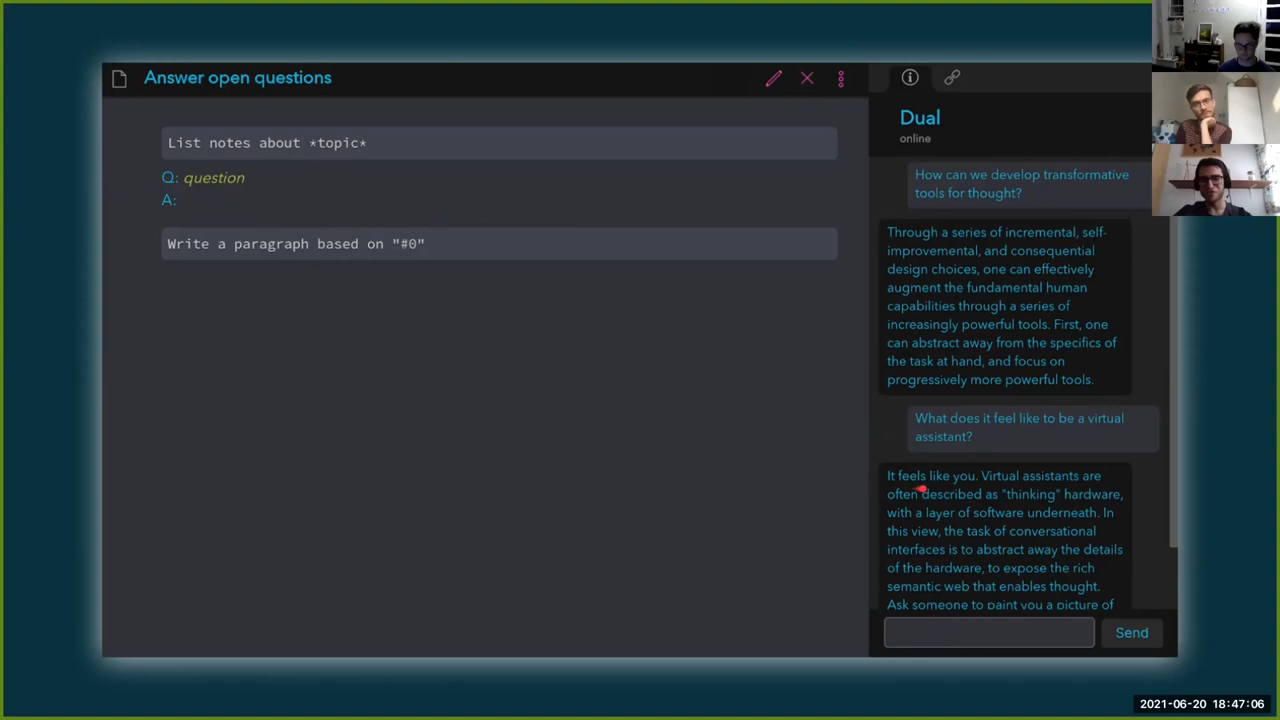 Answer open questions
List notes about *topic*
Q: question
A:
Write a paragraph based on "#0"
Dual
online
How can we develop transformative
tools for thought?
Through a series of incremental, self-
improvemental, and consequential
design choices, one can effectively
augment the fundamental human
capabilities through a series of
increasingly powerful tools. First, one
can abstract away from the specifics of
the task at hand, and focus on
progressively more powerful tools.
What does it feel like to be a virtual
assistant?
It feels like you. Virtual assistants are
often described as "thinking" hardware,
with a layer of software underneath. In
this view, the task of conversational
interfaces is to abstract away the details
of the hardware, to expose the rich
semantic web that enables thought.
Ask someone to paint you a picture of
Send
2021-06-20 18:47:06